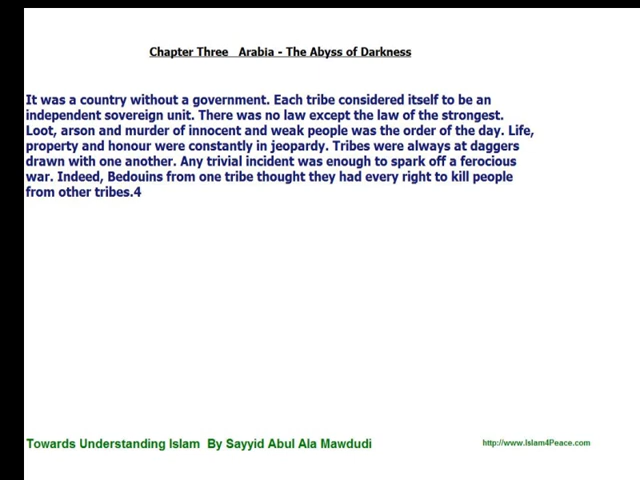 Chapter Three Arabia - The Abyss of Darkness
It was a country without a government. Each tribe considered itself to be an
independent sovereign unit. There was no law except the law of the strongest.
Loot, arson and murder of innocent and weak people was the order of the day. Life,
property and honour were constantly in jeopardy. Tribes were always at daggers
drawn with one another. Any trivial incident was enough to spark off a ferocious
war. Indeed, Bedouins from one tribe thought they had every right to kill people
from other tribes.4
Towards Understanding Islam By Sayyid Abul Ala Mawdudi
http://www.Islam4Peace.com